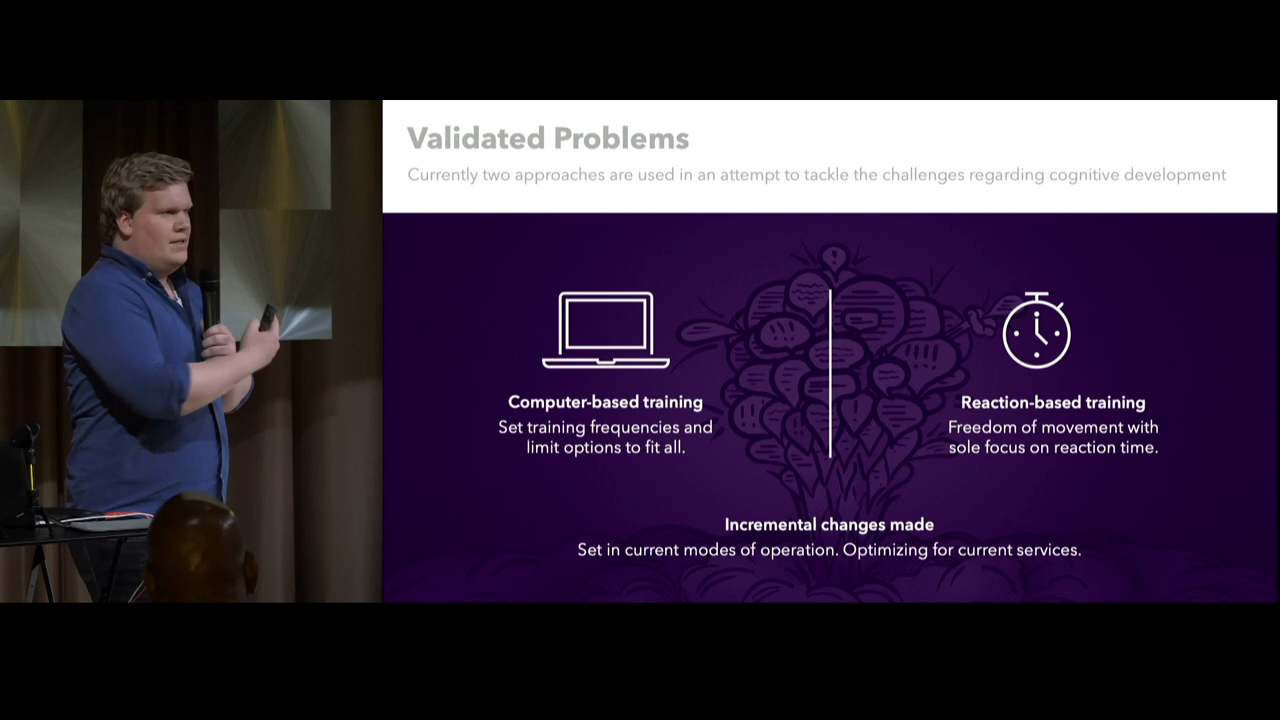 Validated Problems
Currently two approaches are used in an attempt to tackle the challenges regarding cognitive development
Computer-based training
Set training frequencies and
limit options to fit all.
Reaction-based training
Freedom of movement with
sole focus on reaction time.
Incremental changes made
Set in current modes of operation. Optimizing for current services.